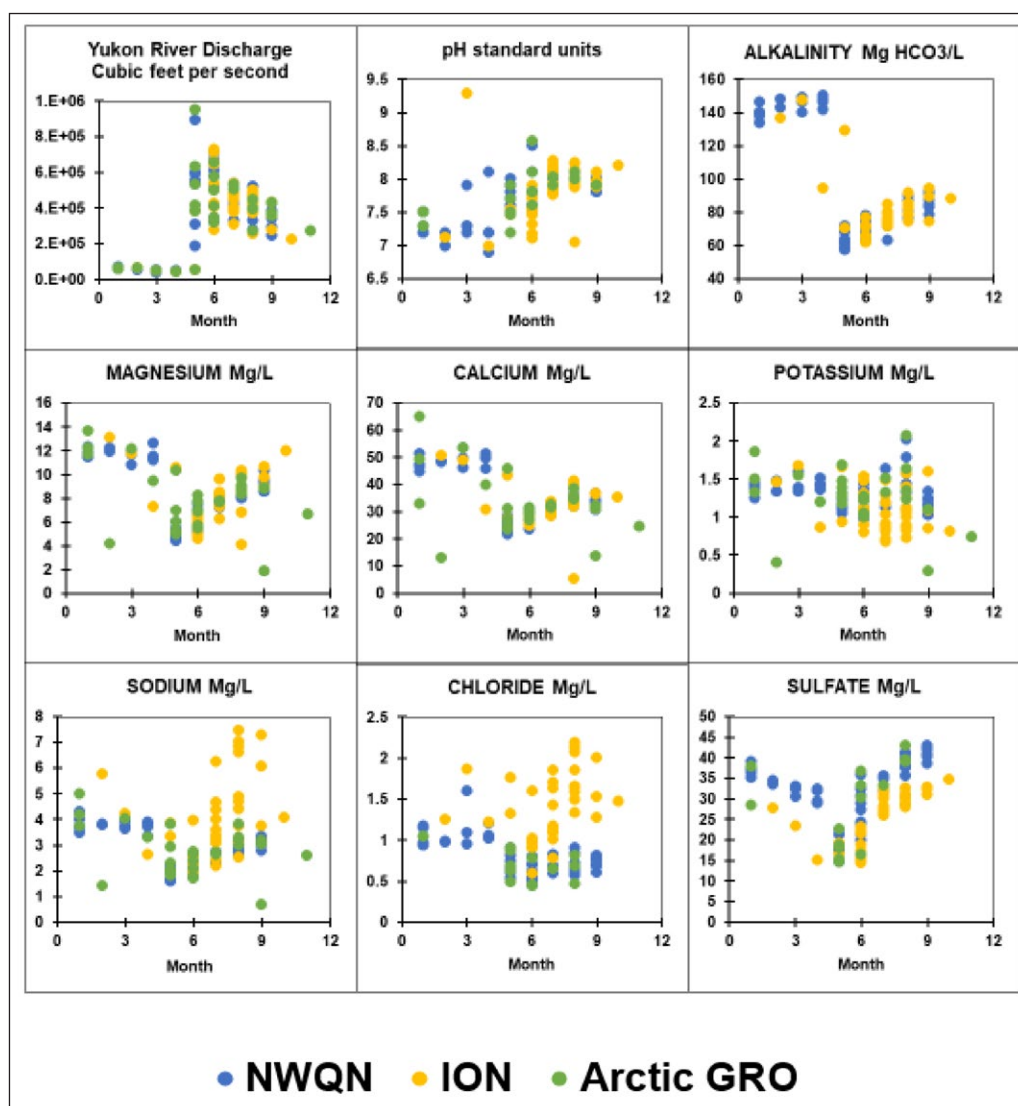 Yukon River Discharge
Cubic feet per second
1.E+06
8.E+05
6.E+05
4.E+05
2.E+05
0.E+00
0 3 6 9 12
Month
pH standard units
9.5
9
8.5
8
7.5
7
6.5
0 3 6 9 12
Month
ALKALINITY Mg HCO3/L
160
140
120
100
80
60
40
0 3 6 9 12
Month
MAGNESIUM Mg/L
16
14
12
10
8
6
4
2
0
0 3 6 9 12
Month
CALCIUM Mg/L
70
60
50
40
30
20
10
0
0 3 6 9 12
Month
POTASSIUM Mg/L
2.5
2
1.5
1
0.5
0
0 3 6 9 12
Month
SODIUM Mg/L
8
7
6
5
4
3
2
1
0
0 3 6 9 12
Month
CHLORIDE Mg/L
2.5
2
1.5
1
0.5
0
0 3 6 9 12
Month
SULFATE Mg/L
50
45
40
35
30
25
20
15
10
5
0
0 3 6 9 12
Month
NWQN ION Arctic GRO